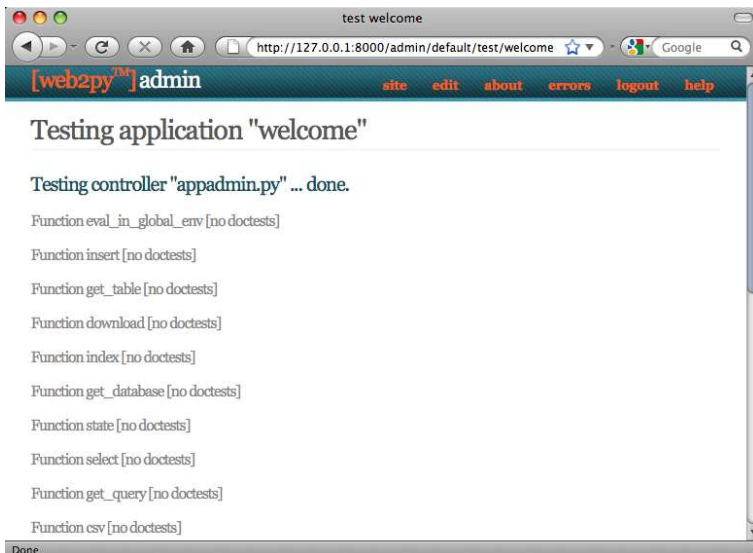 test welcome
http://127.0.0.1:8000/admin/default/test/welcome
Google
[web2py™] admin
site edit about errors logout help
Testing application "welcome"
Testing controller "appadmin.py" ... done.
Function eval_in_global_env [no doctests]
Function insert [no doctests]
Function get_table [no doctests]
Function download [no doctests]
Function index [no doctests]
Function get_database [no doctests]
Function state [no doctests]
Function select [no doctests]
Function get_query [no doctests]
Function csv [no doctests]
Done